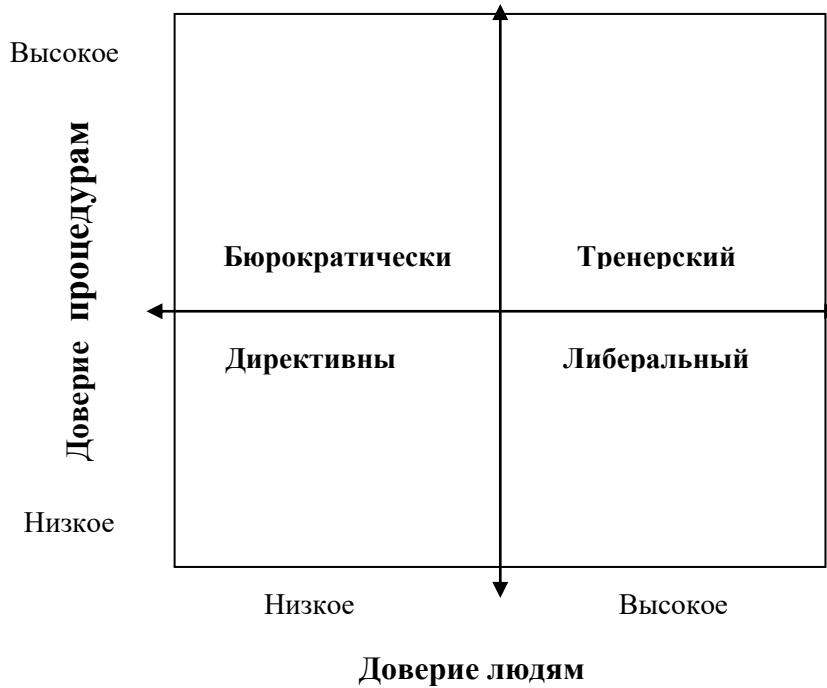 Высокое
Доверие процедурам
Бюрократически
Тренерский
Директивны
Либеральный
Низкое
Низкое
Высокое
Доверие людям